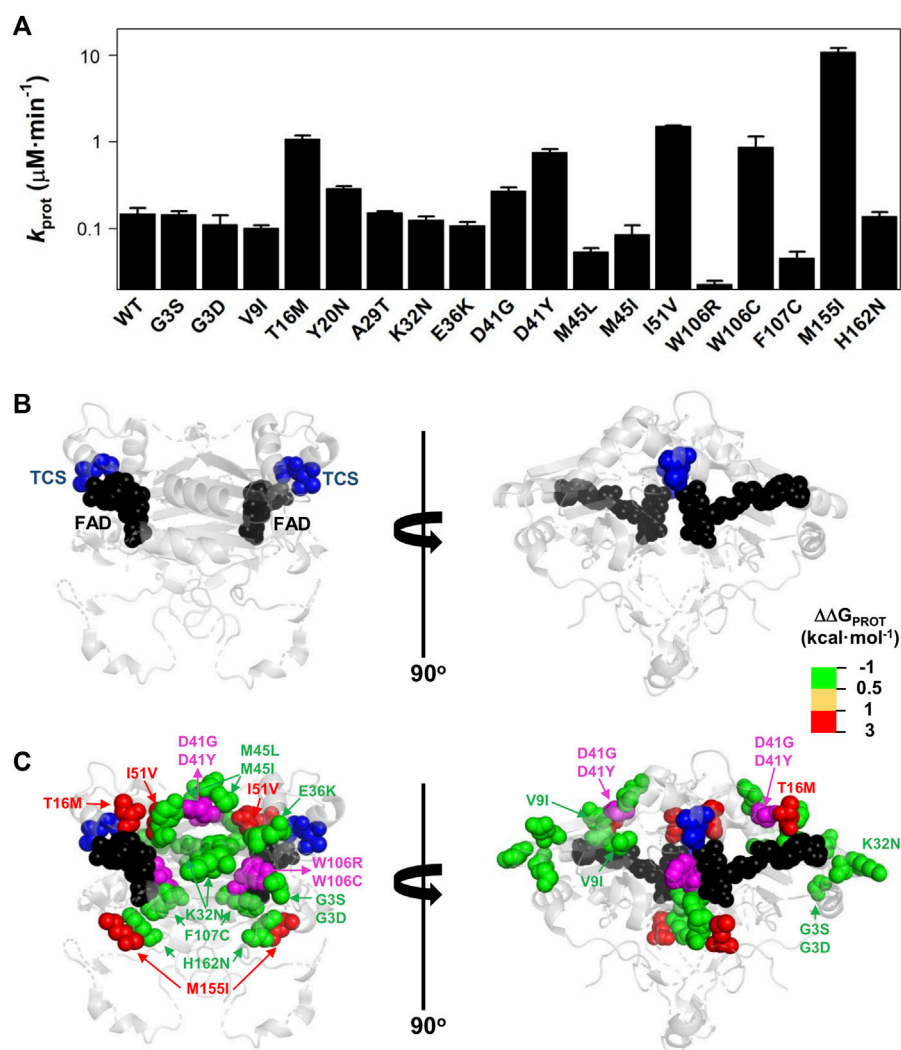 A
k_prot (µM·min⁻¹)
10
1
0.1
WT
G3S
G3D
V9I
T16M
Y20N
A29T
K32N
E36K
D41G
D41Y
M45L
M45I
I51V
W106R
W106C
F107C
M155I
H162N
B
TCS
TCS
FAD
FAD
90º
ΔΔG_PROT
(kcal·mol⁻¹)
-1
0.5
1
3
C
D41G
D41Y
M45L
M45I
I51V
I51V
T16M
E36K
W106R
W106C
K32N
G3S
G3D
F107C
H162N
M155I
90º
D41G
D41Y
D41G
D41Y
T16M
V9I
K32N
V9I
G3S
G3D